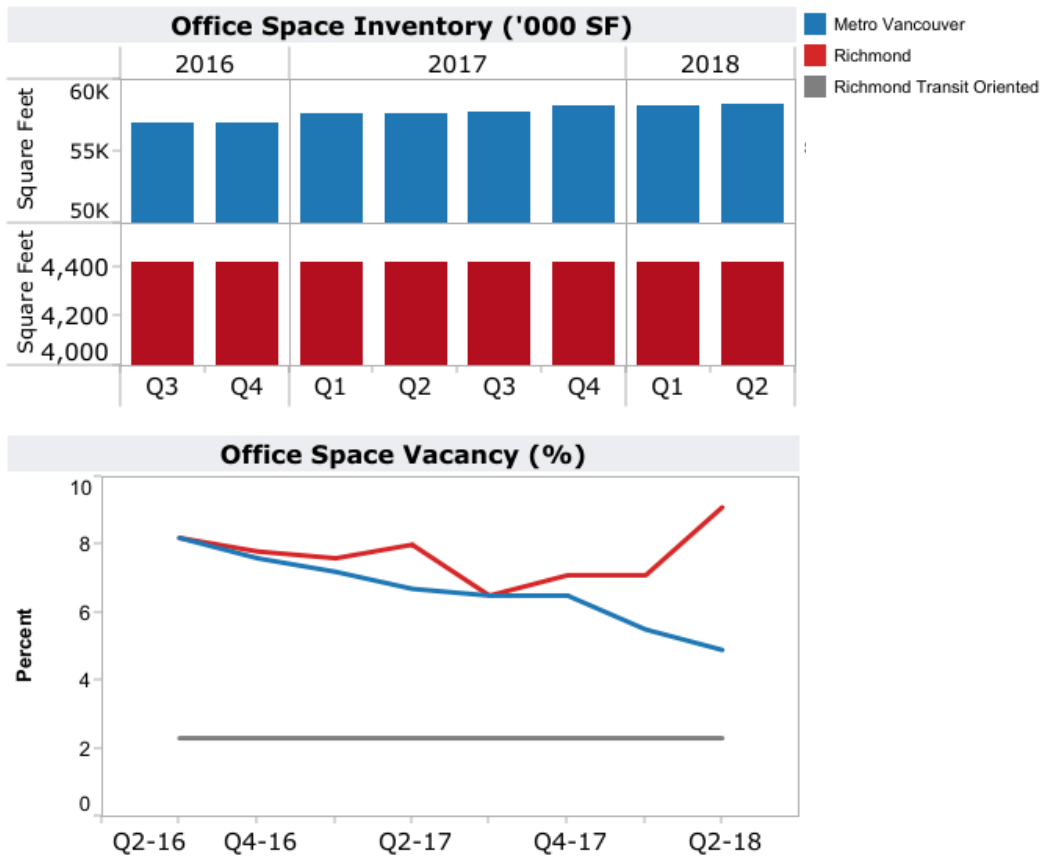 Office Space Inventory ('000 SF)
Metro Vancouver
Richmond
Richmond Transit Oriented
2016 2017 2018
Square Feet
60K
55K
50K
Square Feet
4,400
4,200
4,000
Q3 Q4 Q1 Q2 Q3 Q4 Q1 Q2
Office Space Vacancy (%)
Percent
10
8
6
4
2
0
Q2-16 Q4-16 Q2-17 Q4-17 Q2-18